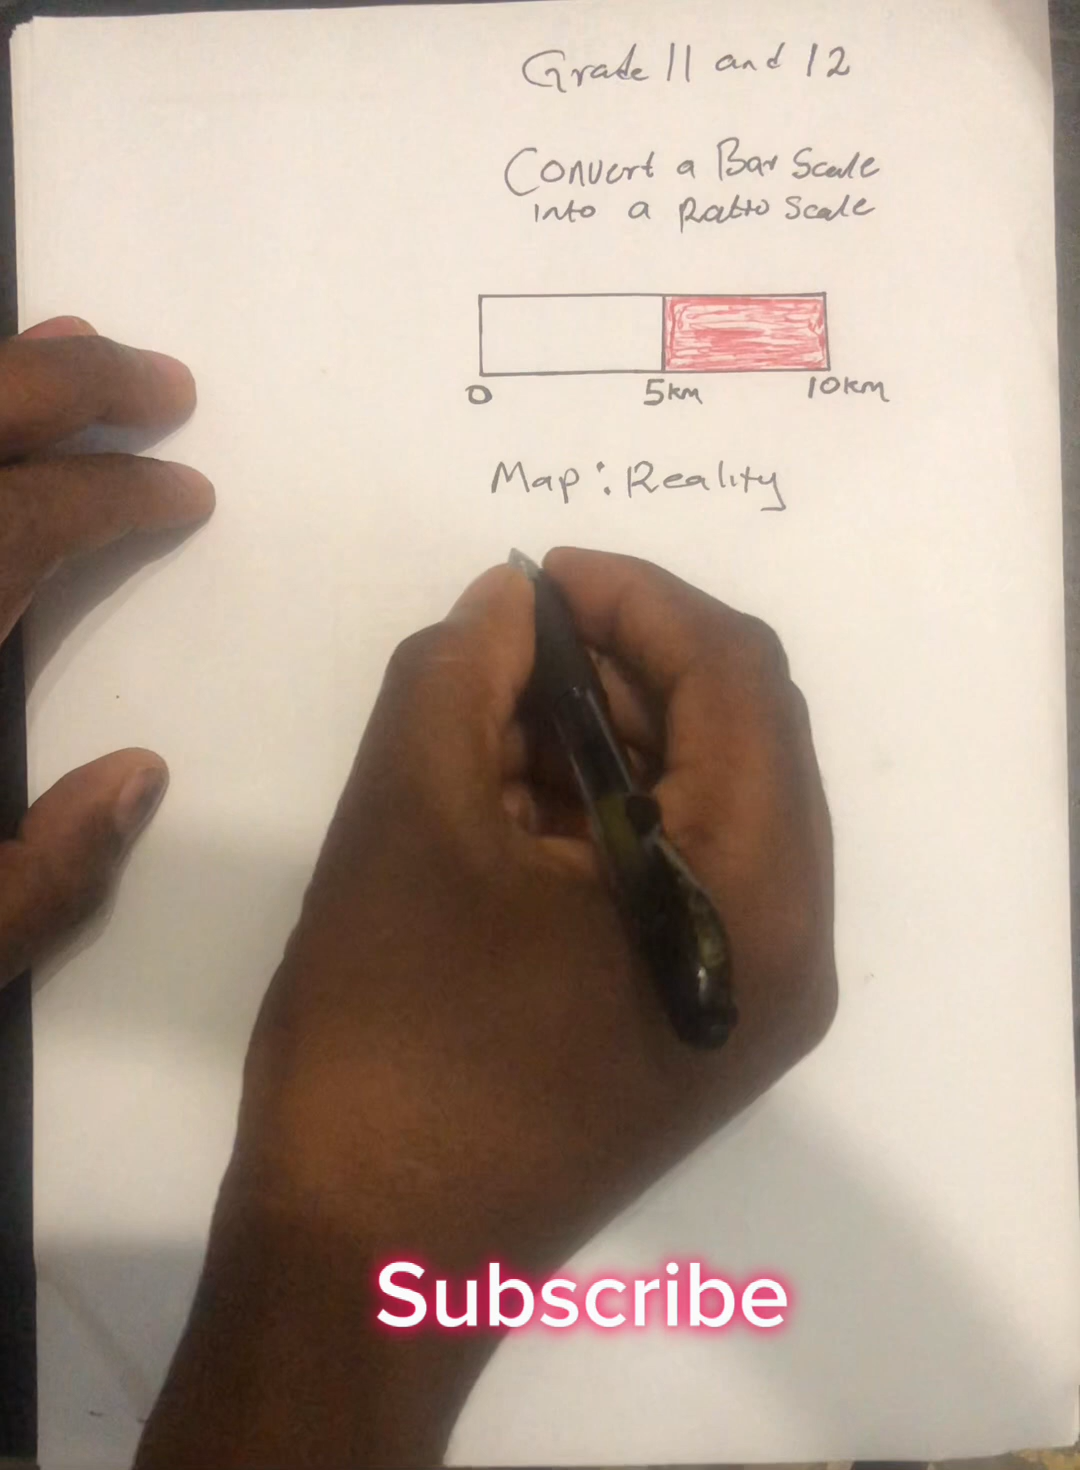 Grade 11 and 12
Convert a Bar Scale
into a Ratio Scale
0 5km 10km
Map : Reality
Subscribe